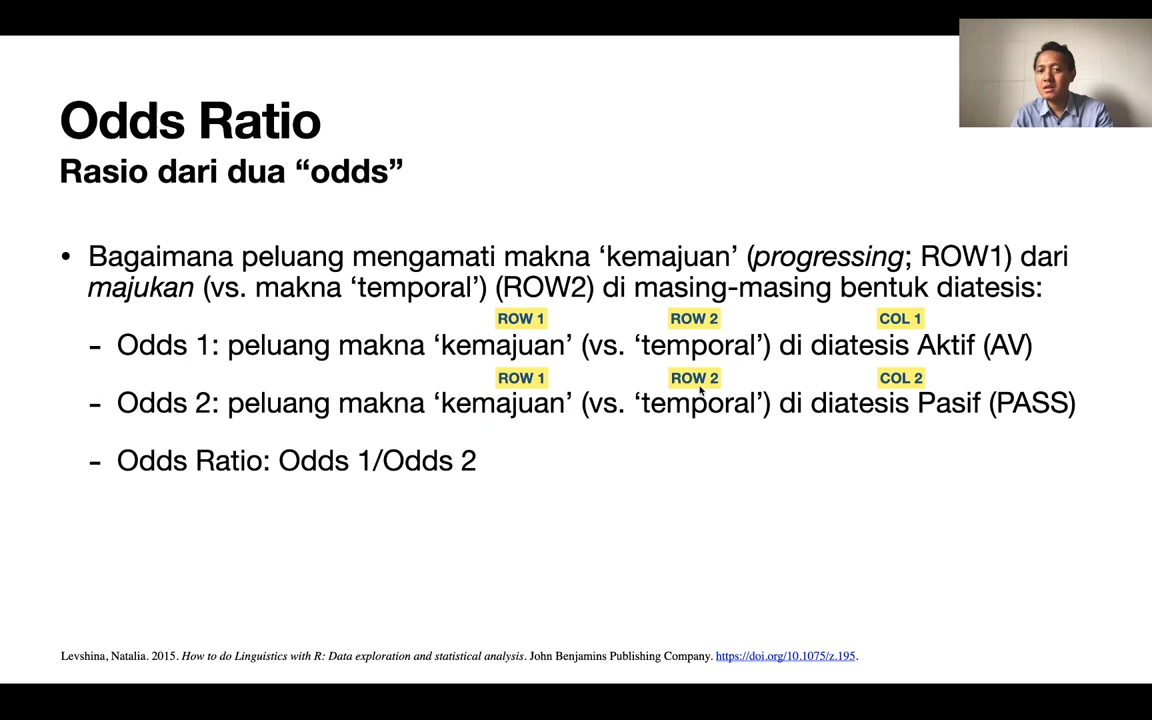 Odds Ratio
Rasio dari dua “odds”
• Bagaimana peluang mengamati makna ‘kemajuan’ (progressing; ROW1) dari
majukan (vs. makna ‘temporal’) (ROW2) di masing-masing bentuk diatesis:
ROW 1 ROW 2 COL 1
- Odds 1: peluang makna ‘kemajuan’ (vs. ‘temporal’) di diatesis Aktif (AV)
ROW 1 ROW 2 COL 2
- Odds 2: peluang makna ‘kemajuan’ (vs. ‘temporal’) di diatesis Pasif (PASS)
- Odds Ratio: Odds 1/Odds 2
Levshina, Natalia. 2015. How to do Linguistics with R: Data exploration and statistical analysis. John Benjamins Publishing Company. https://doi.org/10.1075/z.195.